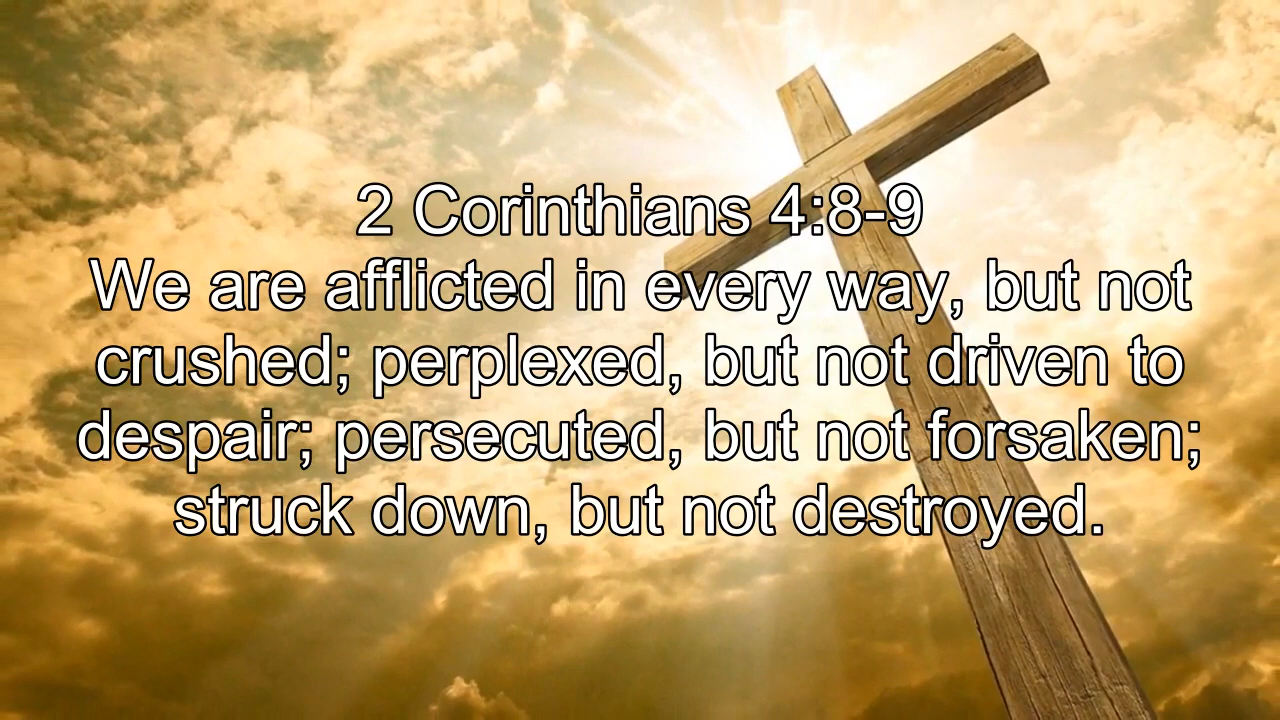 2 Corinthians 4:8-9
We are afflicted in every way, but not
crushed; perplexed, but not driven to
despair; persecuted, but not forsaken;
struck down, but not destroyed.